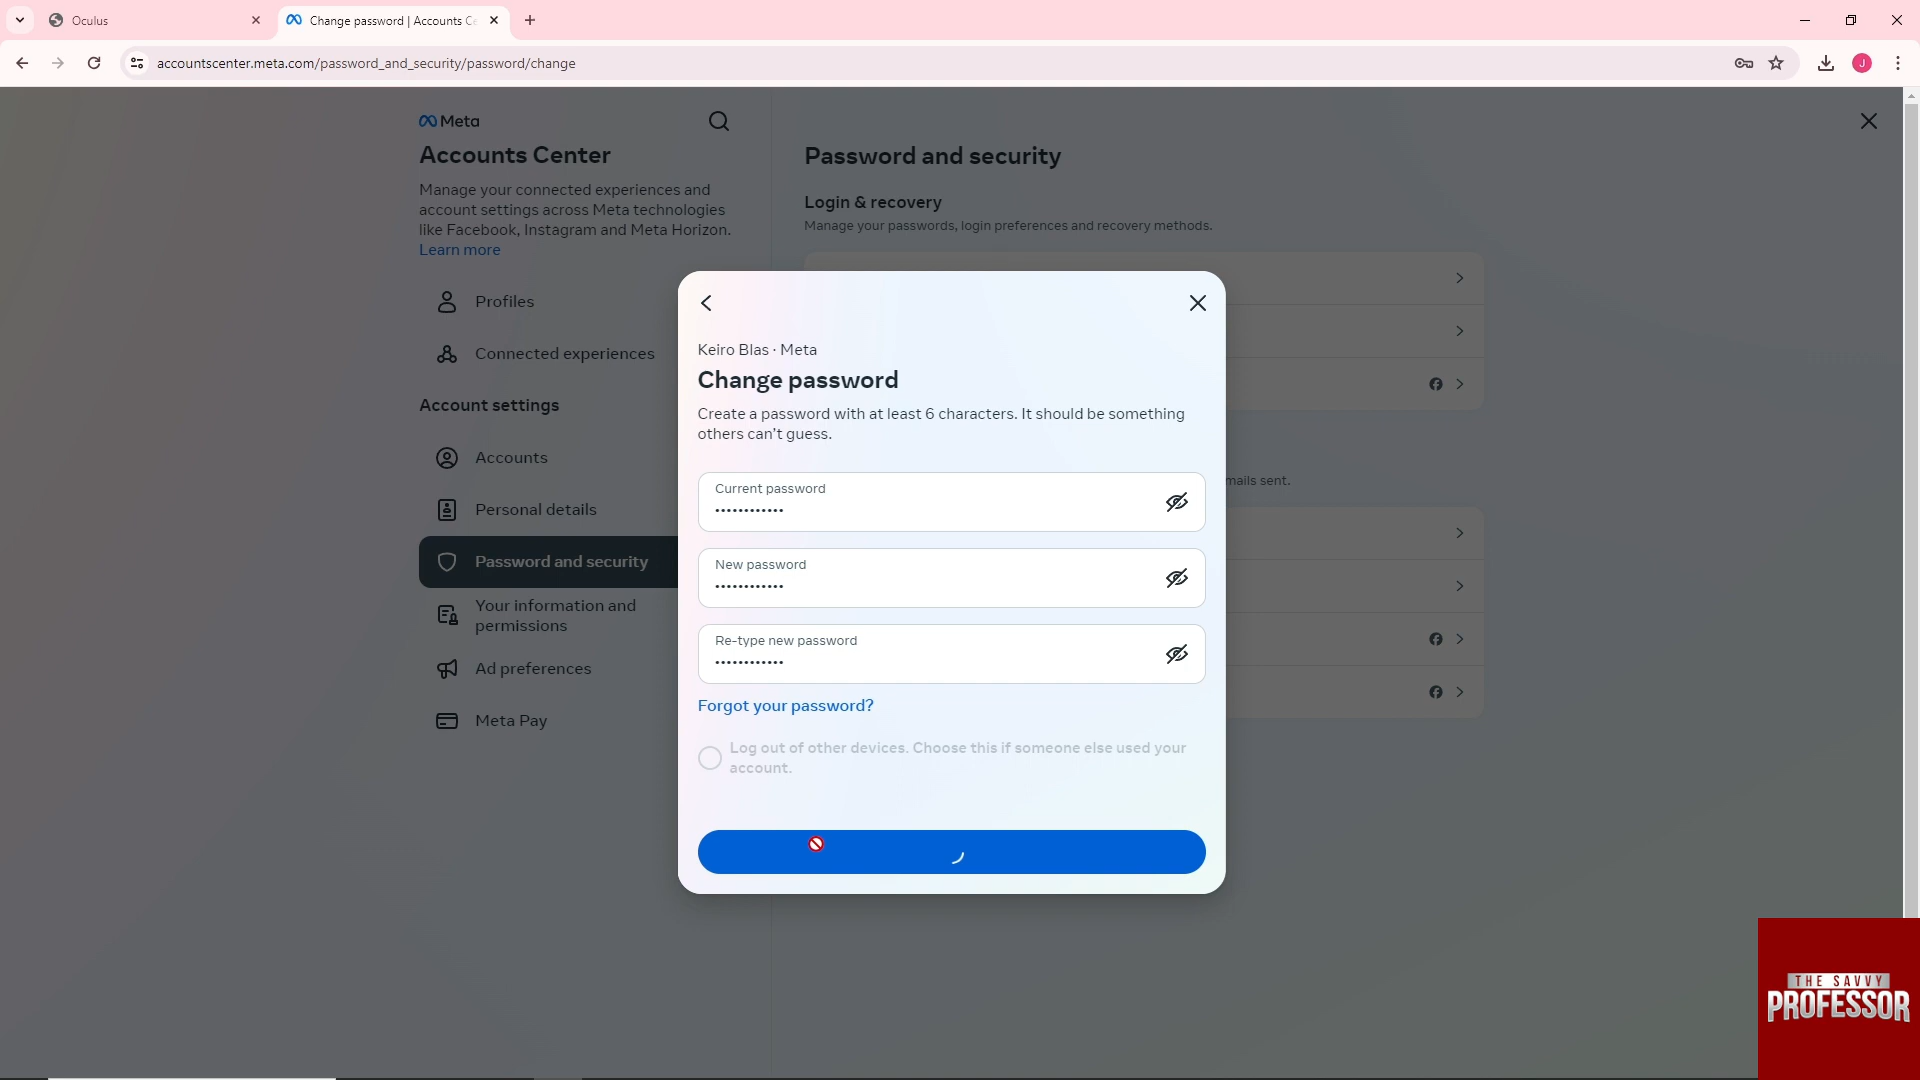 Oculus
Change password | Accounts Ce
accountscenter.meta.com/password_and_security/password/change
J
Meta
Accounts Center
Manage your connected experiences and
account settings across Meta technologies
like Facebook, Instagram and Meta Horizon.
Learn more
Profiles
Connected experiences
Account settings
Accounts
Personal details
Password and security
Your information and
permissions
Ad preferences
Meta Pay
Password and security
Login & recovery
Manage your passwords, login preferences and recovery methods.
mails sent.
Keiro Blas · Meta
Change password
Create a password with at least 6 characters. It should be something
others can't guess.
Current password
••••••••••••
New password
••••••••••••
Re-type new password
••••••••••••
Forgot your password?
Log out of other devices. Choose this if someone else used your
account.
THE SAVVY
PROFESSOR